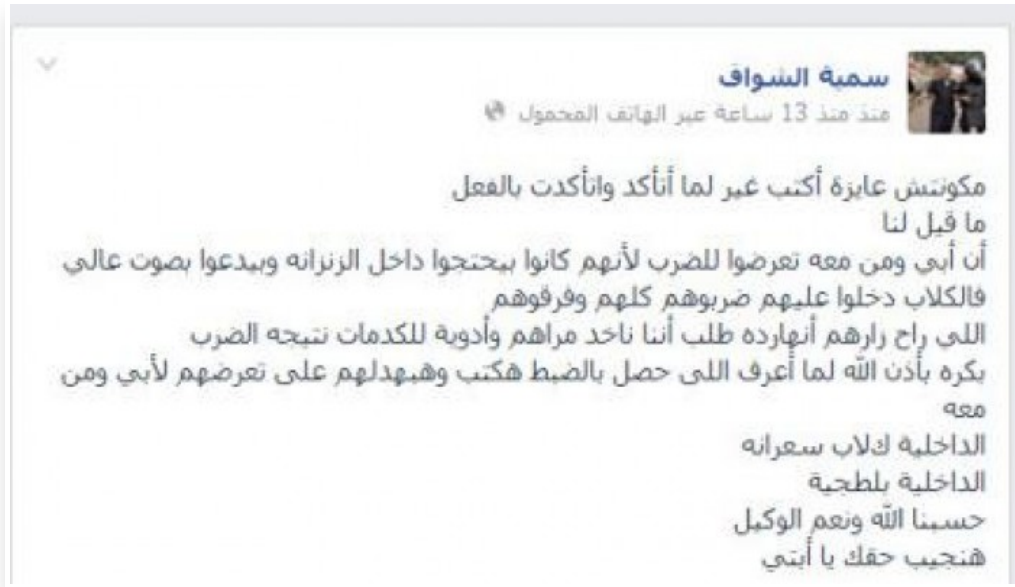 سمية الشواف
منذ منذ 13 ساعة عبر الهاتف المحمول
مكونتش عايزة أكتب غير لما أتأكد واتأكدت بالفعل
ما قيل لنا
أن أبي ومن معه تعرضوا للضرب لأنهم كانوا بيحتجوا داخل الزنزانه وبيدعوا بصوت عالي
فالكلاب دخلوا عليهم ضربوهم كلهم وفرقوهم
اللي راح زارهم أنهارده طلب أننا ناخد مراهم وأدوية للكدمات نتيجه الضرب
بكره بأذن الله لما أعرف اللى حصل بالضبط هكتب وهبهدلهم على تعرضهم لأبي ومن
معه
الداخلية كلاب سعرانه
الداخلية بلطجية
حسبنا الله ونعم الوكيل
هنجيب حقك يا أبتي